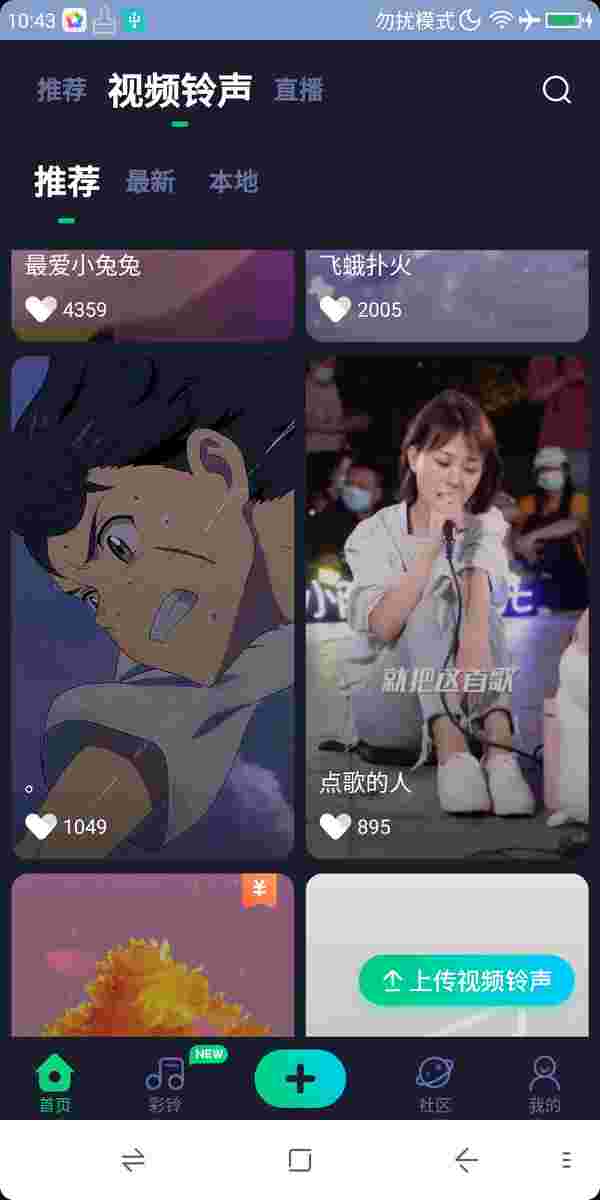 10:43 勿扰模式
推荐 视频铃声 直播
推荐 最新 本地
最爱小兔兔 飞蛾扑火
4359 2005
就把这首歌
。 点歌的人
1049 895
¥
上传视频铃声
NEW
首页 彩铃 社区 我的